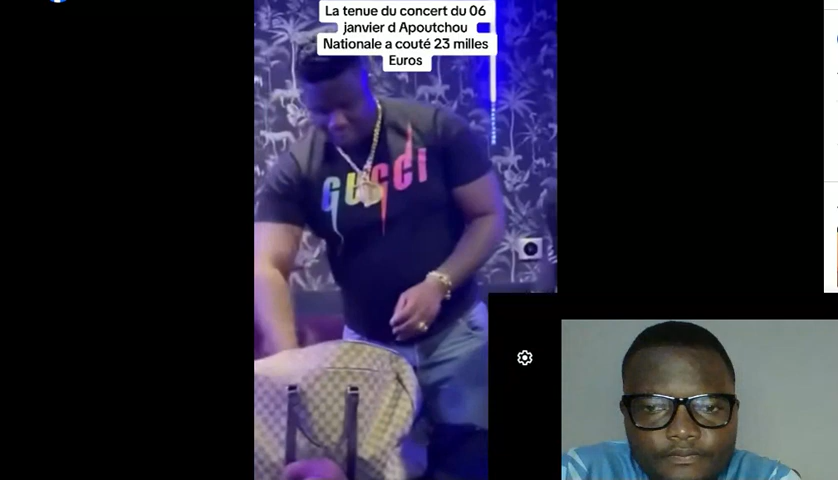 La tenue du concert du 06
janvier d Apoutchou
Nationale a couté 23 milles
Euros
GUCCI